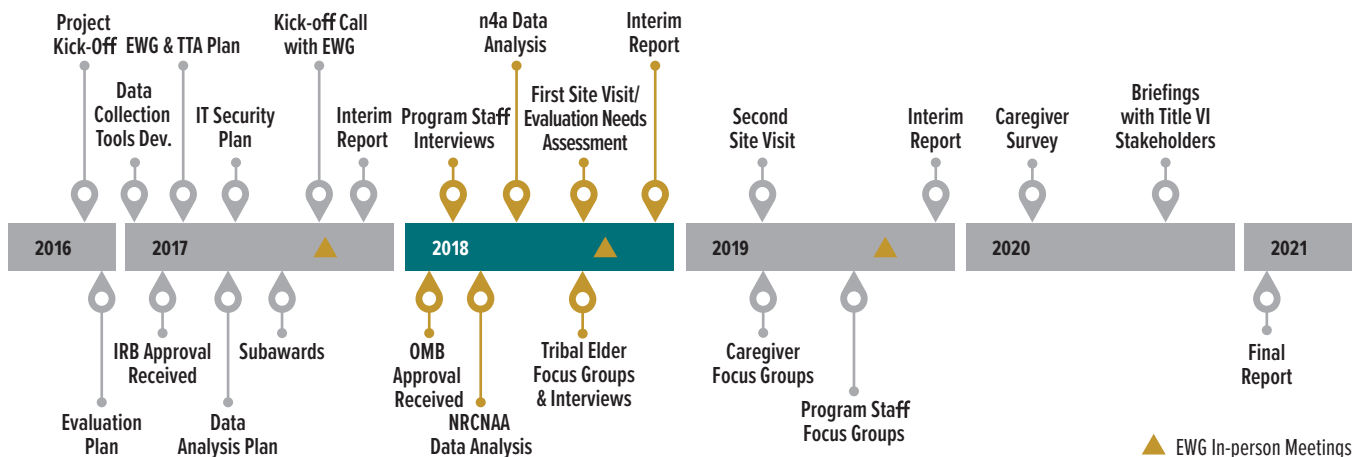 Project
Kick-Off
EWG & TTA Plan
Kick-off Call
with EWG
n4a Data
Analysis
Interim
Report
Data
Collection
Tools Dev.
IT Security
Plan
Interim
Report
Program Staff
Interviews
First Site Visit/
Evaluation Needs
Assessment
Second
Site Visit
Interim
Report
Caregiver
Survey
Briefings
with Title VI
Stakeholders
2016
2017
2018
2019
2020
2021
IRB Approval
Received
Subawards
OMB
Approval
Received
Tribal Elder
Focus Groups
& Interviews
Caregiver
Focus Groups
Final
Report
Evaluation
Plan
Data
Analysis Plan
NRCNAA
Data Analysis
Program Staff
Focus Groups
EWG In-person Meetings